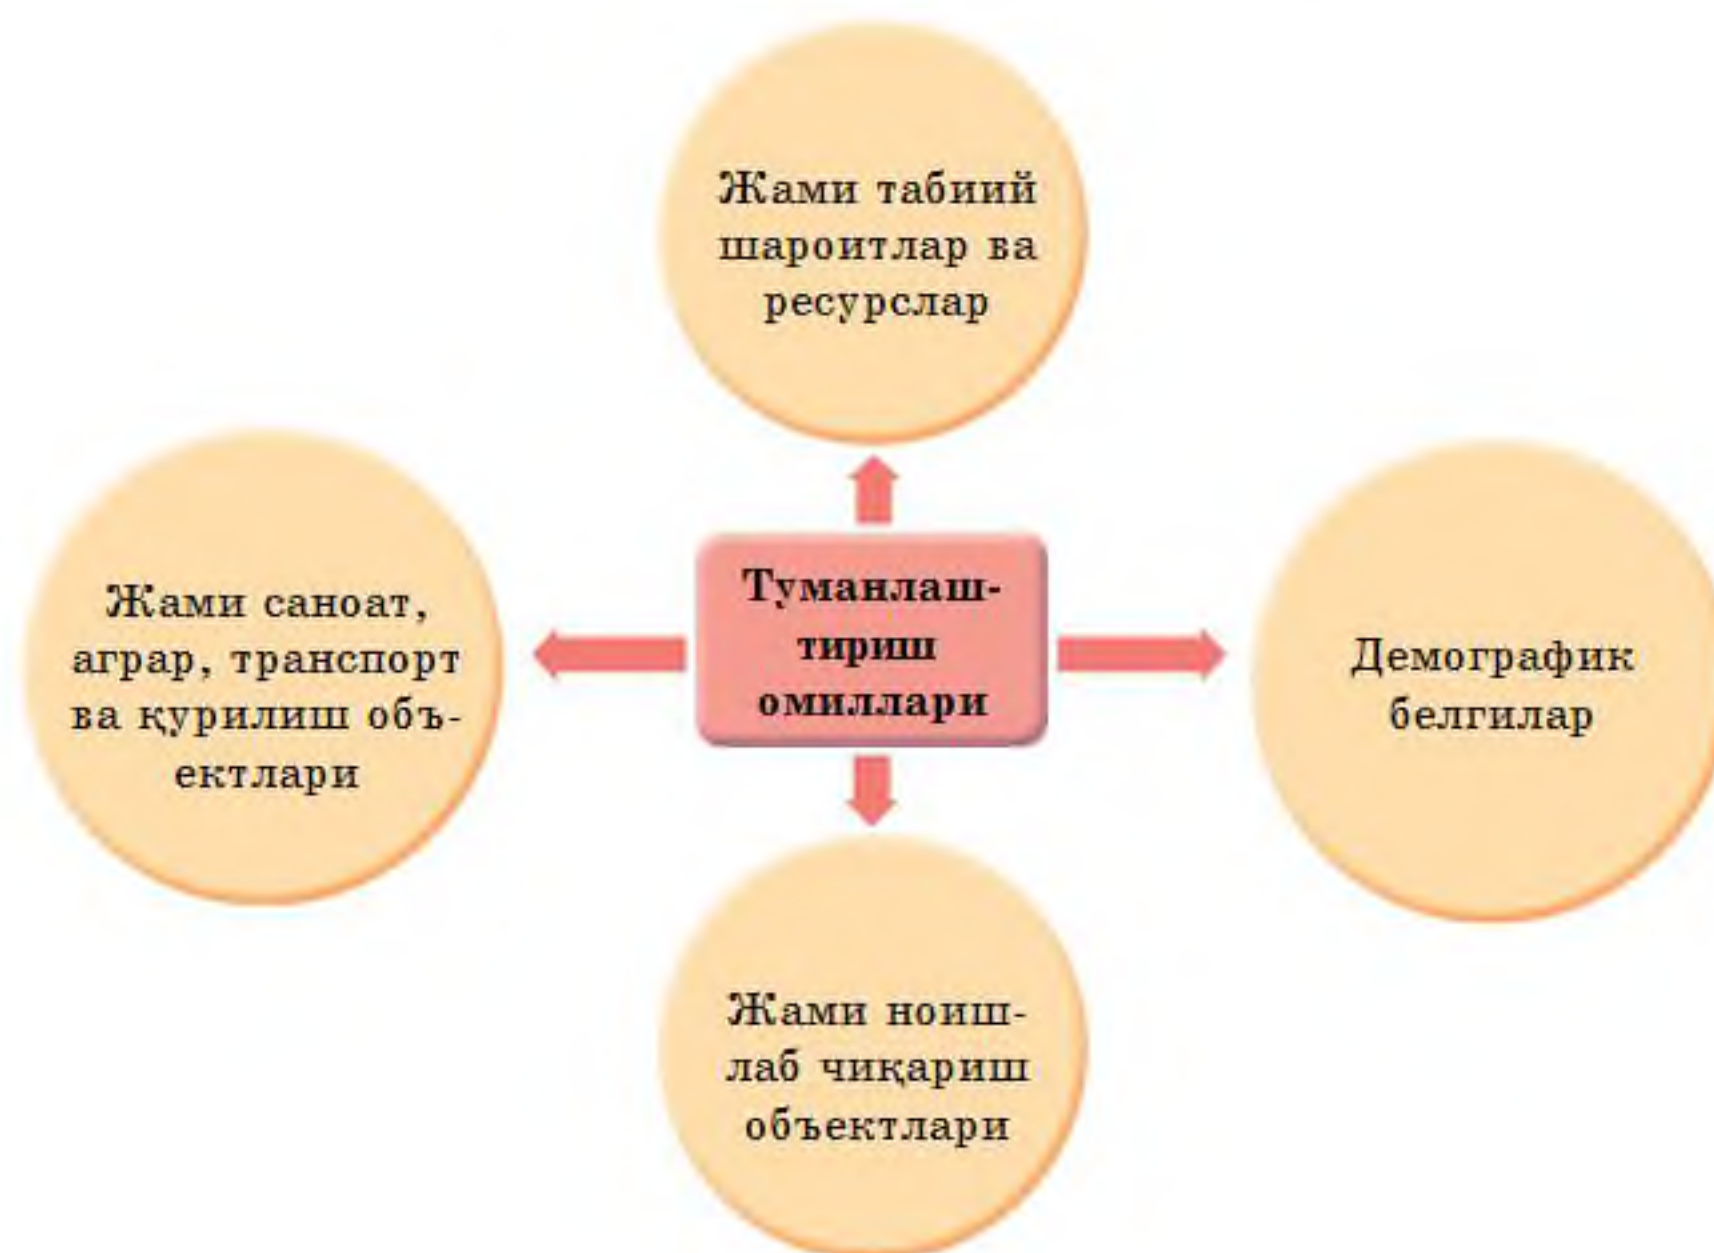 Жами табиий
шароитлар ва
ресурслар
Жами саноат,
аграр, транспорт
ва қурилиш объ-
ектлари
Туманлаш-
тириш
омиллари
Демографик
белгилар
Жами ноиш-
лаб чиқариш
объектлари